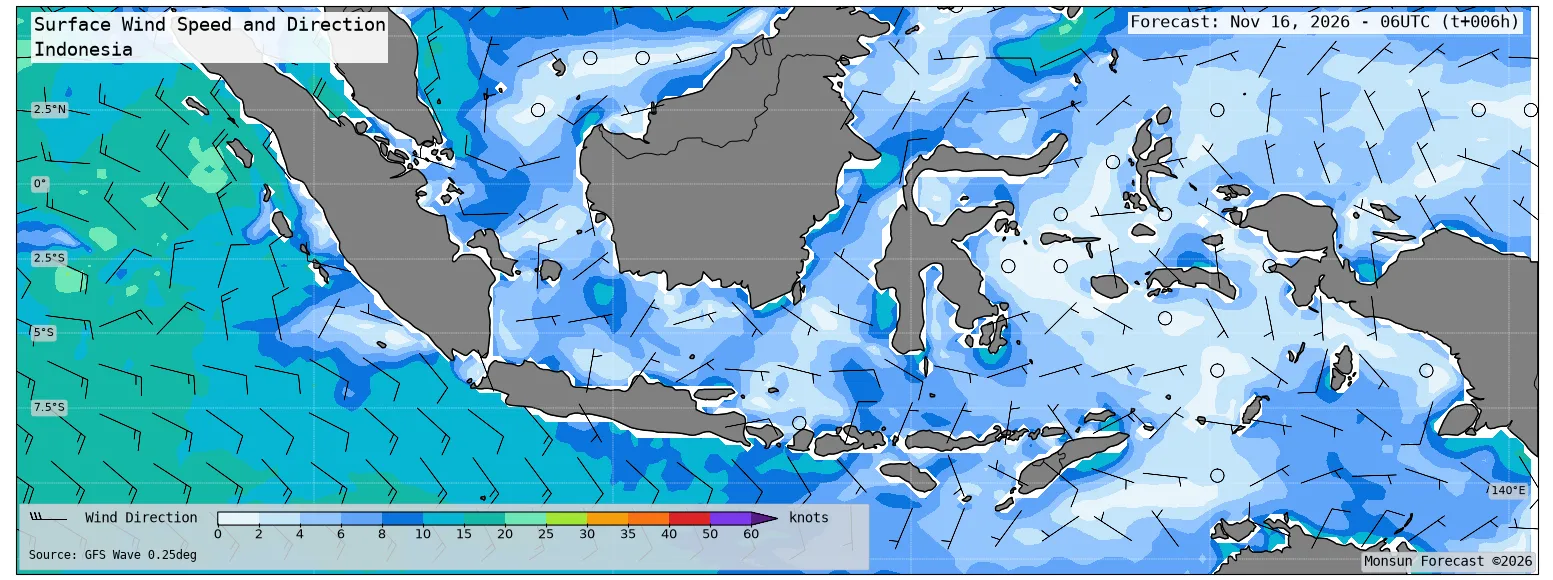 Surface Wind Speed and Direction
Indonesia
Forecast: Nov 16, 2026 - 06UTC (t+006h)
2.5°N
0°
2.5°S
5°S
7.5°S
140°E
Wind Direction
0 2 4 6 8 10 15 20 25 30 35 40 50 60
knots
Source: GFS Wave 0.25deg
Monsun Forecast ©2026